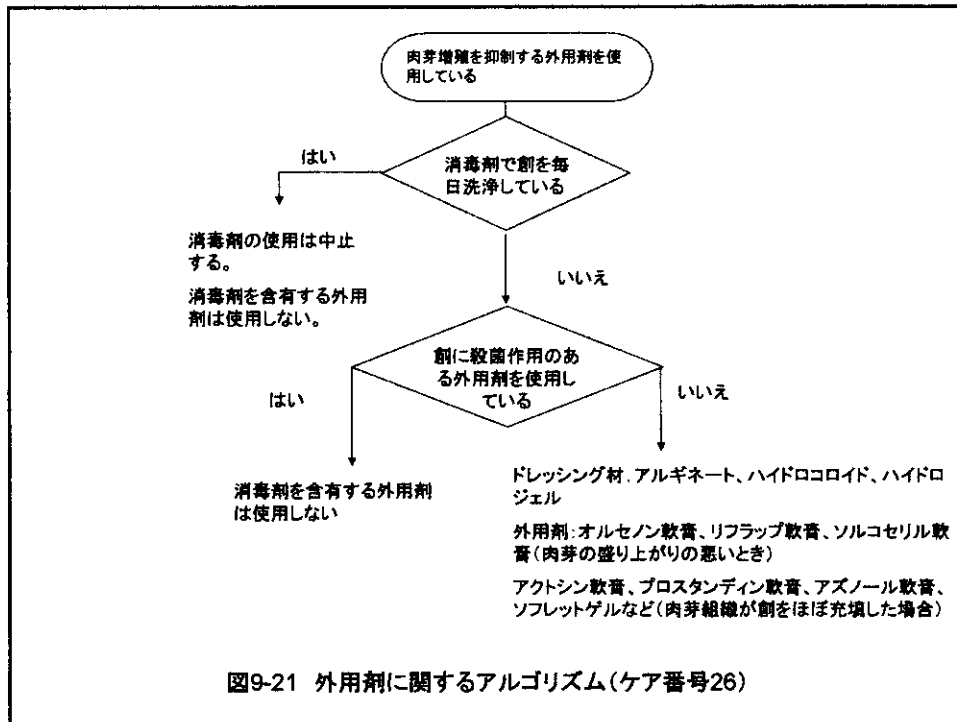 肉芽増殖を抑制する外用剤を使
用している
消毒剤で創を毎
日洗浄している
はい
消毒剤の使用は中止
する。
消毒剤を含有する外用
剤は使用しない。
いいえ
創に殺菌作用のあ
る外用剤を使用し
ている
はい
いいえ
消毒剤を含有する外用剤
は使用しない
ドレッシング材.アルギネート、ハイドロコロイド、ハイドロ
ジェル
外用剤:オルセノン軟膏、リフラップ軟膏、ソルコセリル軟
膏(肉芽の盛り上がりの悪いとき)
アクトシン軟膏、プロスタンディン軟膏、アズノール軟膏、
ソフレットゲルなど(肉芽組織が創をほぼ充填した場合)
図9-21 外用剤に関するアルゴリズム(ケア番号26)